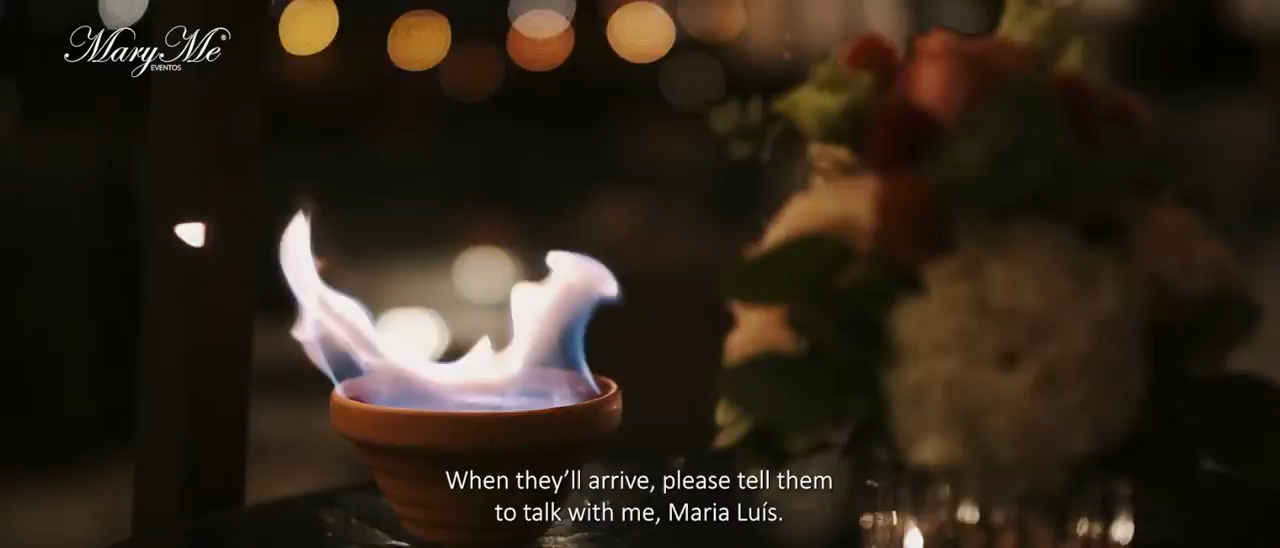 Mary Me
EVENTOS
When they’ll arrive, please tell them
to talk with me, Maria Luís.